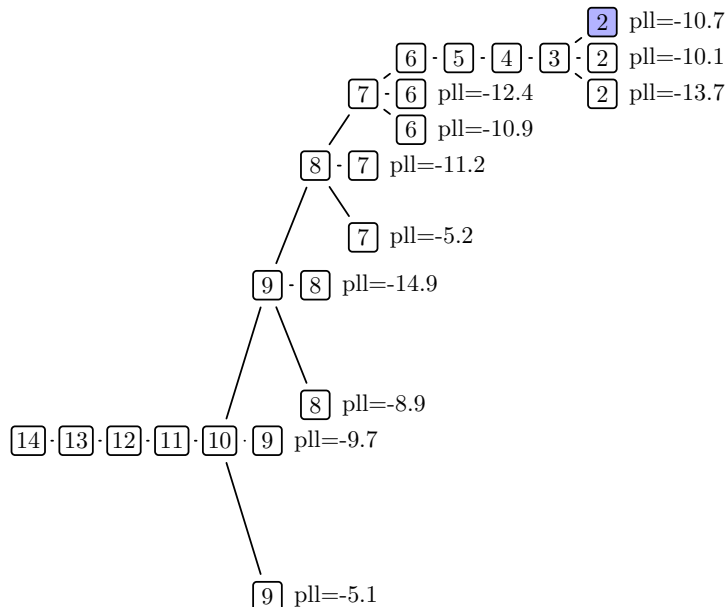 2 pll=-10.7
6 5 4 3 2 pll=-10.1
7 6 pll=-12.4
2 pll=-13.7
6 pll=-10.9
8 7 pll=-11.2
7 pll=-5.2
9 8 pll=-14.9
8 pll=-8.9
14 13 12 11 10 9 pll=-9.7
9 pll=-5.1